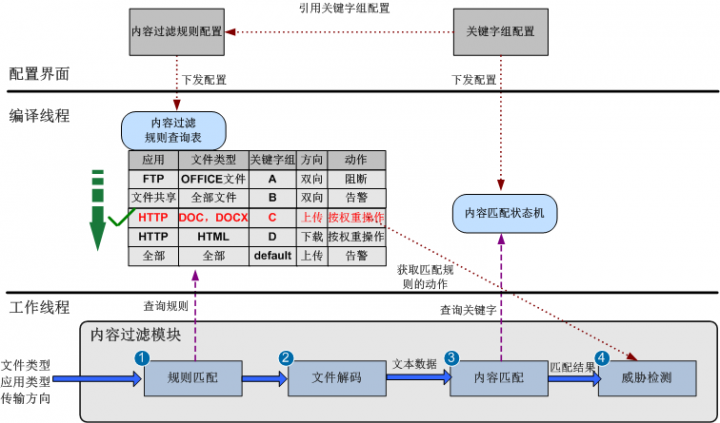 引用关键字组配置
内容过滤规则配置
关键字组配置
配置界面
下发配置
下发配置
编译线程
内容过滤
规则查询表
应用 文件类型 关键字组 方向 动作
FTP OFFICE文件 A 双向 阻断
文件共享 全部文件 B 双向 告警
HTTP DOC，DOCX C 上传 按权重操作
HTTP HTML D 下载 按权重操作
全部 全部 default 上传 告警
内容匹配状态机
获取匹配规
则的动作
工作线程
查询规则
查询关键字
内容过滤模块
文件类型
应用类型
传输方向
1 规则匹配
2 文件解码
文本数据
3 内容匹配
匹配结果
4 威胁检测